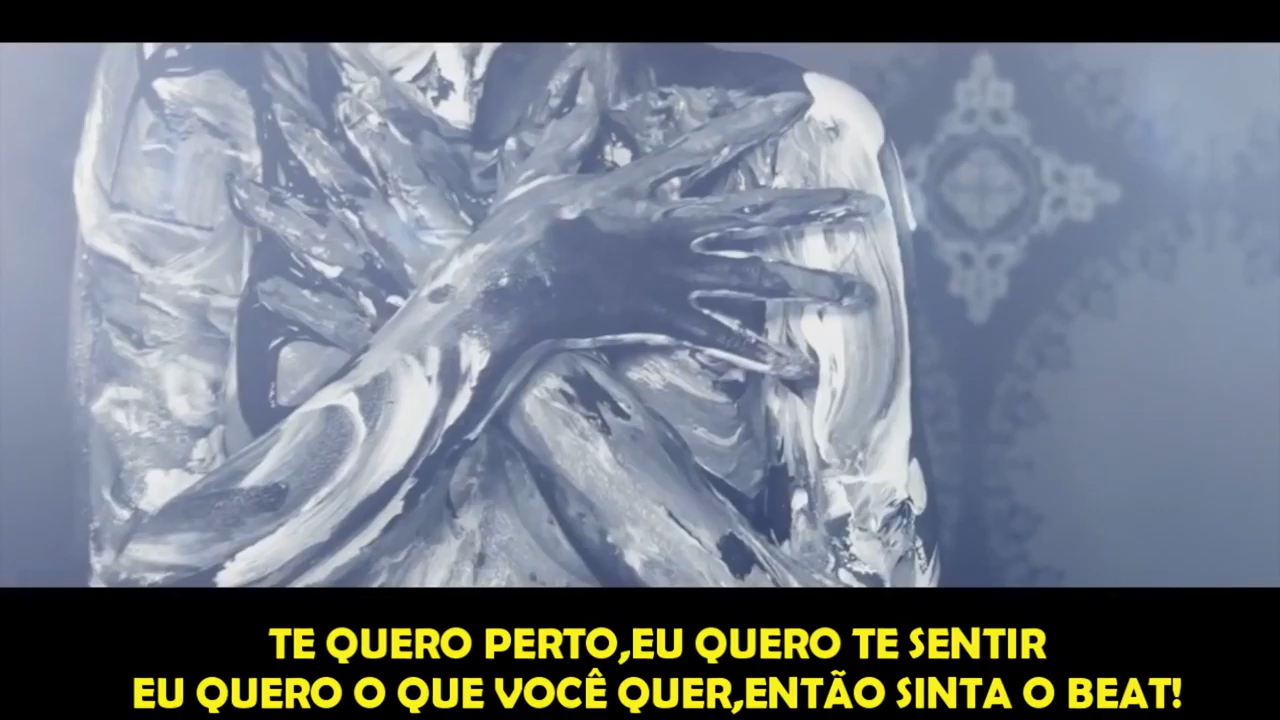 TE QUERO PERTO,EU QUERO TE SENTIR
EU QUERO O QUE VOCÊ QUER,ENTÃO SINTA O BEAT!